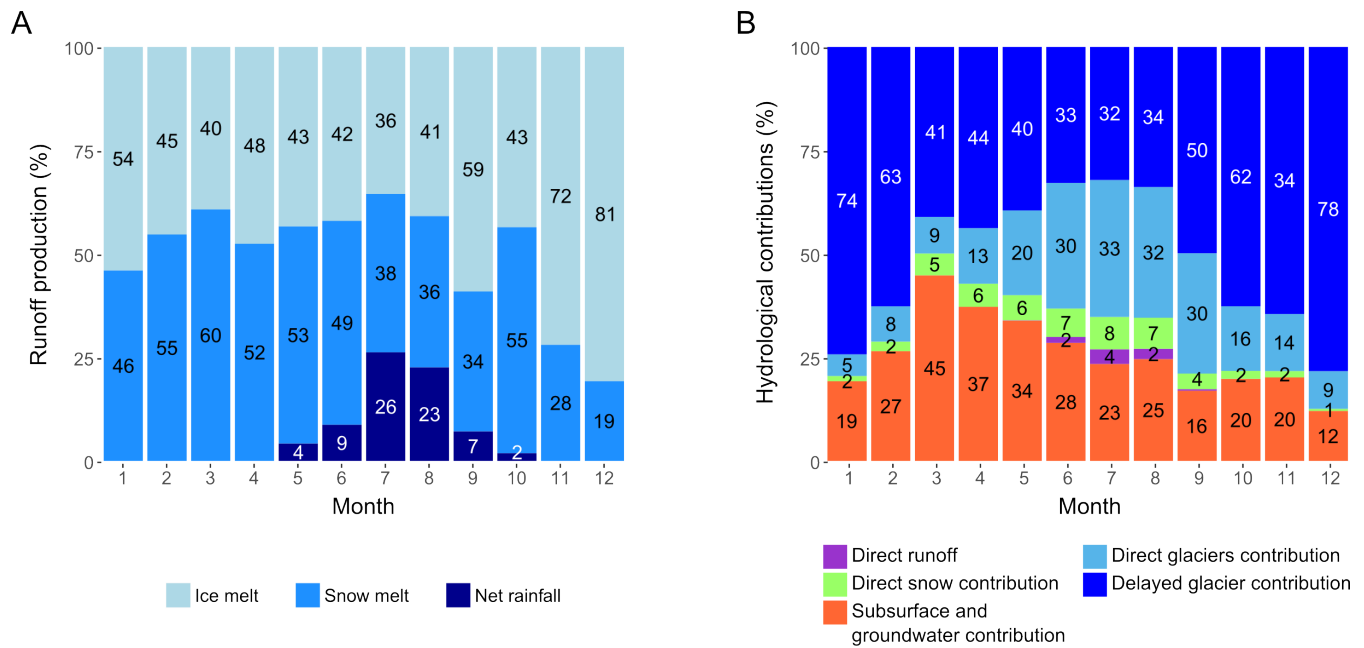 A
B
Runoff production (%)
100
75
50
25
0
54 45 40 48 43 42 36 41 59 43 72 81
46 55 60 52 53 49 38 36 34 55 28 19
4 9 26 23 7 2
1 2 3 4 5 6 7 8 9 10 11 12
Month
Ice melt Snow melt Net rainfall
Hydrological contributions (%)
100
75
50
25
0
74 63 41 44 40 33 32 34 50 62 34 78
5 8 9 13 20 30 33 32 30 16 14 9
2 2 5 6 6 7 8 7 4 2 2 1
2 4 2
19 27 45 37 34 28 23 25 16 20 20 12
1 2 3 4 5 6 7 8 9 10 11 12
Month
Direct runoff
Direct snow contribution
Subsurface and
groundwater contribution
Direct glaciers contribution
Delayed glacier contribution